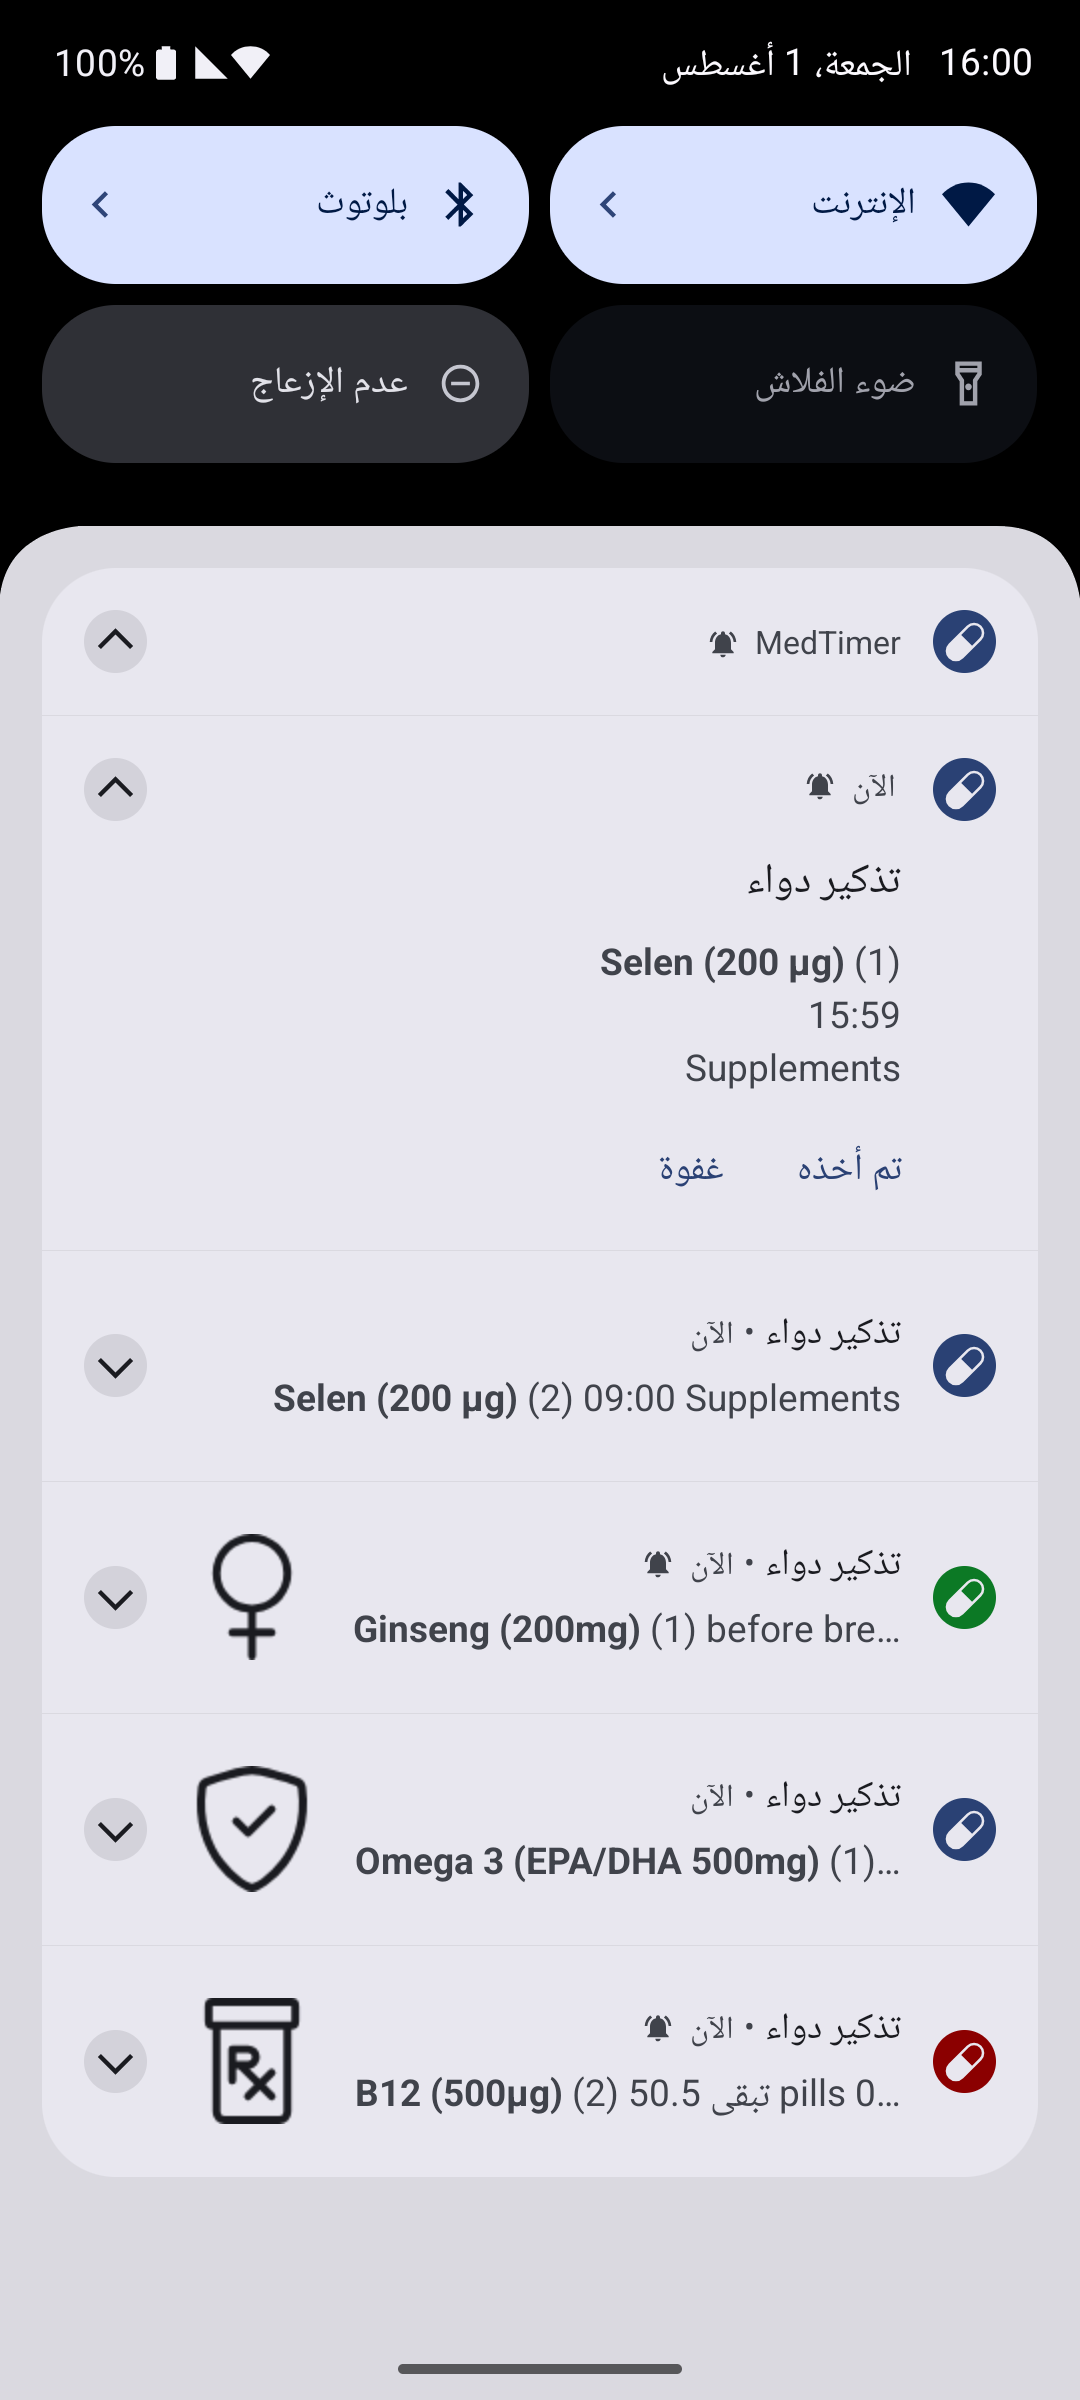 16:00 الجمعة، 1 أغسطس 100%
الإنترنت
بلوتوث
ضوء الفلاش
عدم الإزعاج
MedTimer
الآن
تذكير دواء
Selen (200 µg) (1)
15:59
Supplements
تم أخذه
غفوة
تذكير دواء • الآن
Selen (200 µg) (2) 09:00 Supplements
تذكير دواء • الآن
Ginseng (200mg) (1) before bre…
تذكير دواء • الآن
Omega 3 (EPA/DHA 500mg) (1)…
تذكير دواء • الآن
B12 (500µg) (2) 50.5 تبقى pills 0…
Rx